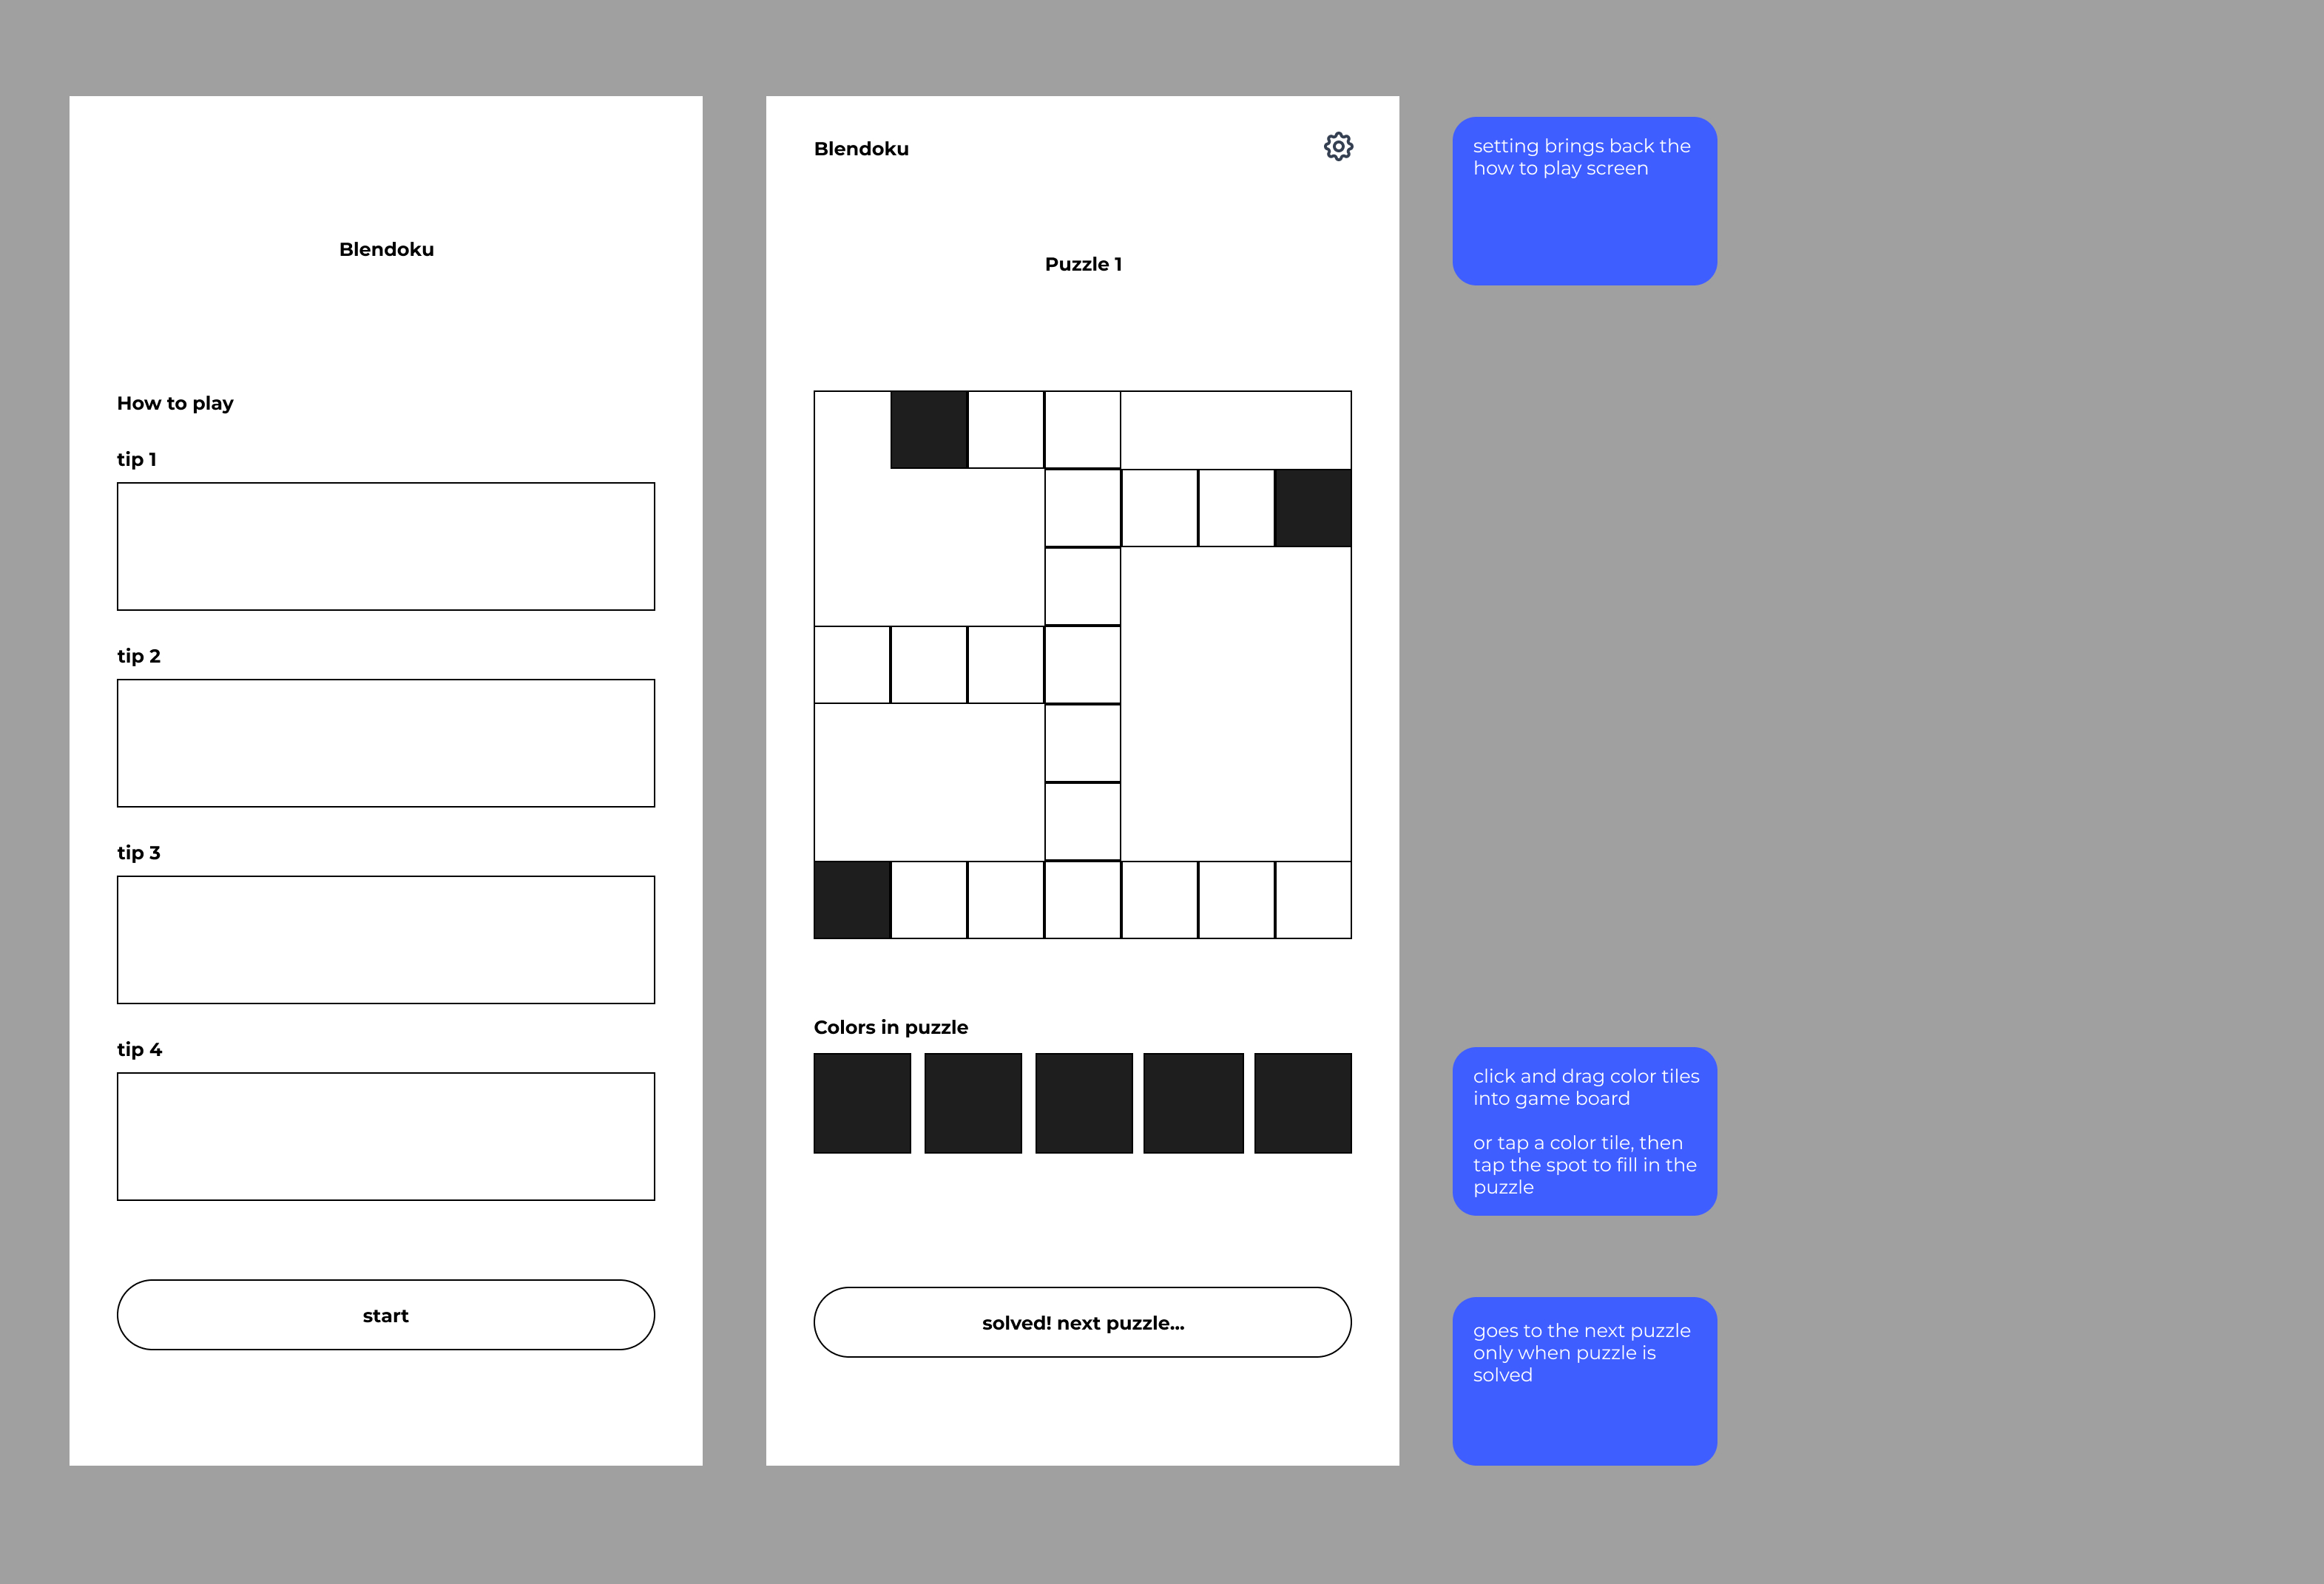 Blendoku
How to play
tip 1
tip 2
tip 3
tip 4
start
Blendoku
Puzzle 1
Colors in puzzle
solved! next puzzle...
setting brings back the
how to play screen
click and drag color tiles
into game board
or tap a color tile, then
tap the spot to fill in the
puzzle
goes to the next puzzle
only when puzzle is
solved